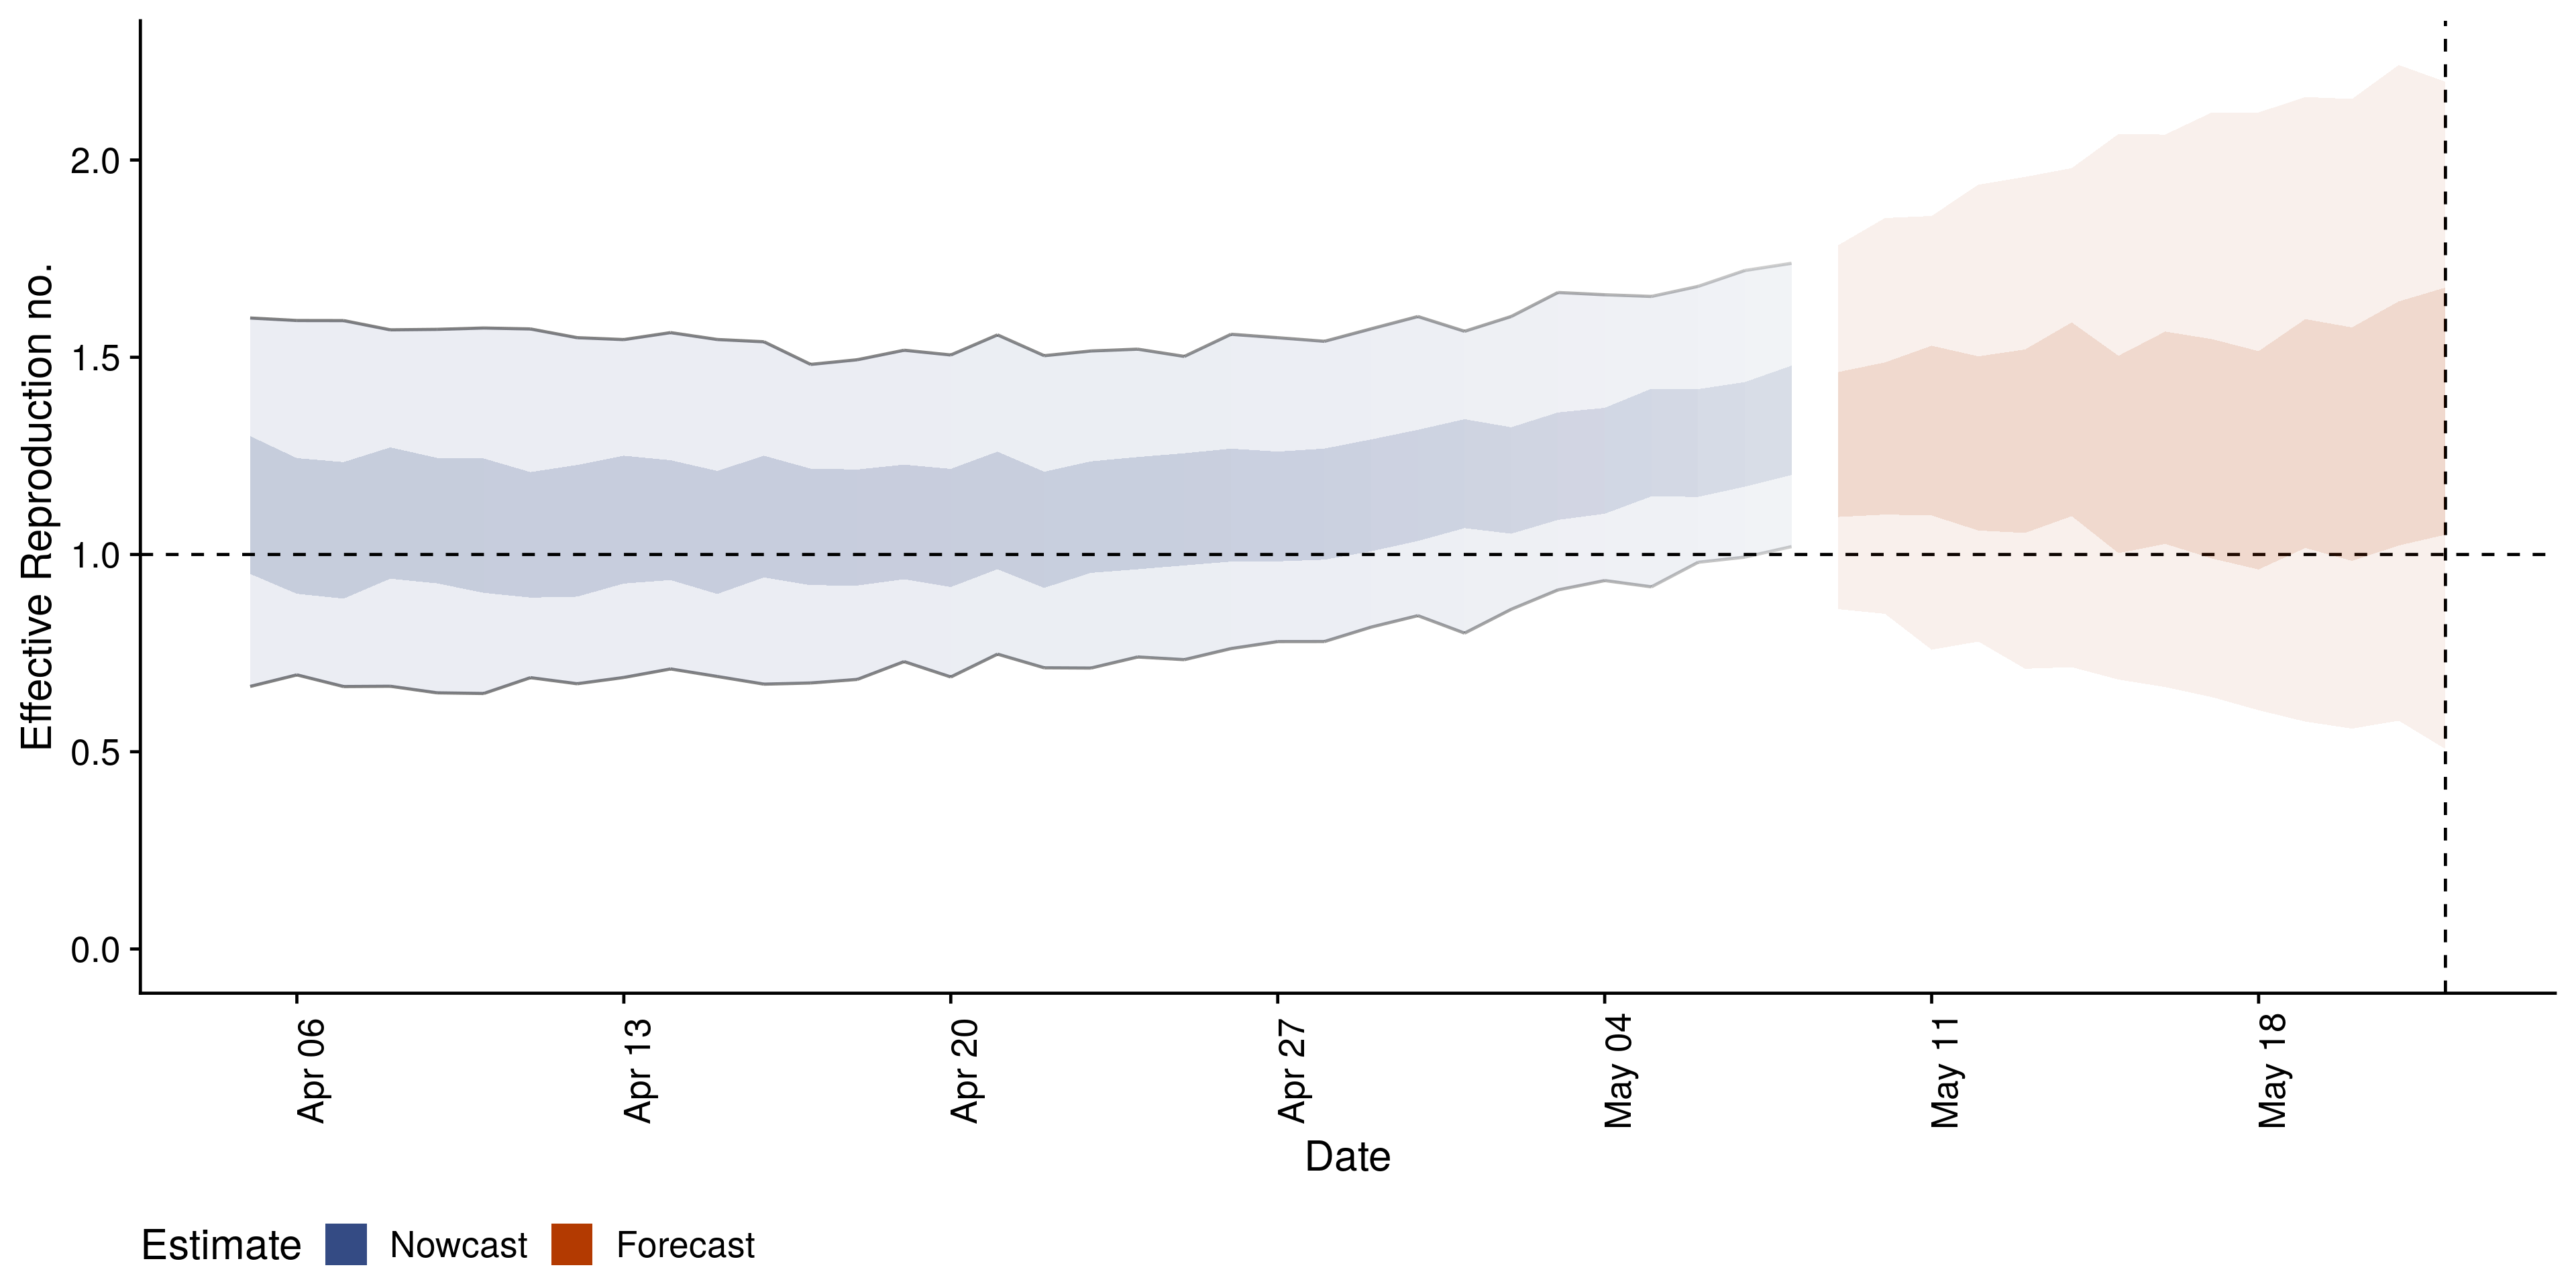 Effective Reproduction no.
2.0
1.5
1.0
0.5
0.0
Apr 06
Apr 13
Apr 20
Apr 27
May 04
May 11
May 18
Date
Estimate Nowcast Forecast